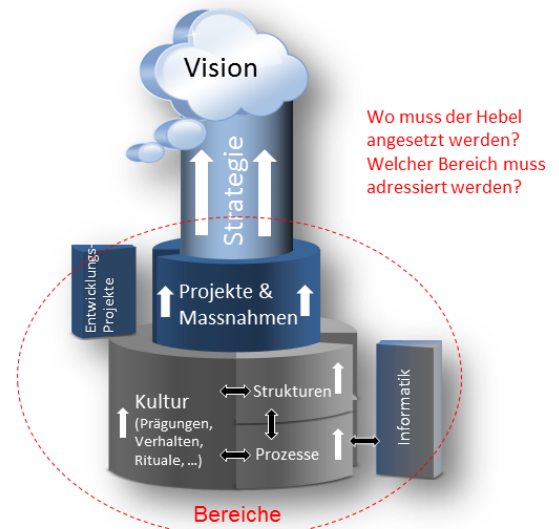 Vision
Wo muss der Hebel
angesetzt werden?
Welcher Bereich muss
adressiert werden?
Strategie
Entwicklungs-
Projekte
Projekte &
Massnahmen
Kultur
(Prägungen,
Verhalten,
Rituale, ...)
Strukturen
Prozesse
Informatik
Bereiche